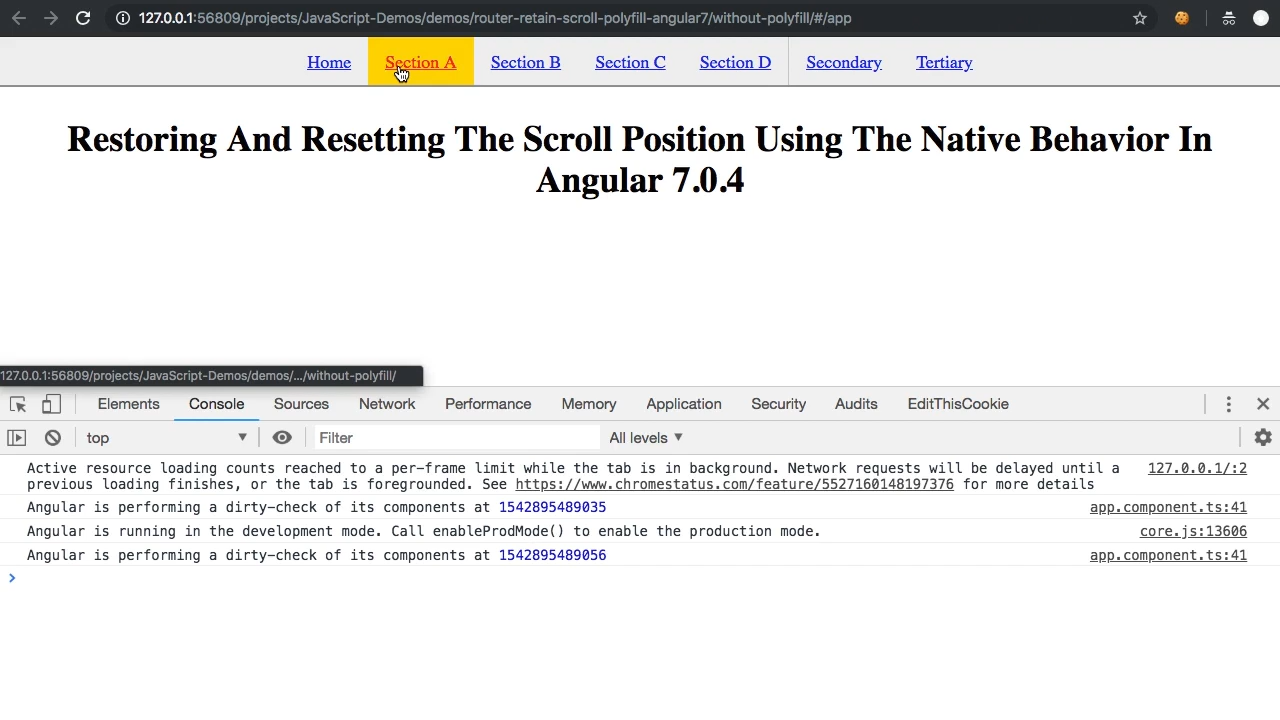 127.0.0.1:56809/projects/JavaScript-Demos/demos/router-retain-scroll-polyfill-angular7/without-polyfill/#/app
Home Section A Section B Section C Section D Secondary Tertiary
Restoring And Resetting The Scroll Position Using The Native Behavior In
Angular 7.0.4
127.0.0.1:56809/projects/JavaScript-Demos/demos/.../without-polyfill/
Elements Console Sources Network Performance Memory Application Security Audits EditThisCookie
top Filter All levels
Active resource loading counts reached to a per-frame limit while the tab is in background. Network requests will be delayed until a 127.0.0.1/:2
previous loading finishes, or the tab is foregrounded. See https://www.chromestatus.com/feature/5527160148197376 for more details
Angular is performing a dirty-check of its components at 1542895489035 app.component.ts:41
Angular is running in the development mode. Call enableProdMode() to enable the production mode. core.js:13606
Angular is performing a dirty-check of its components at 1542895489056 app.component.ts:41